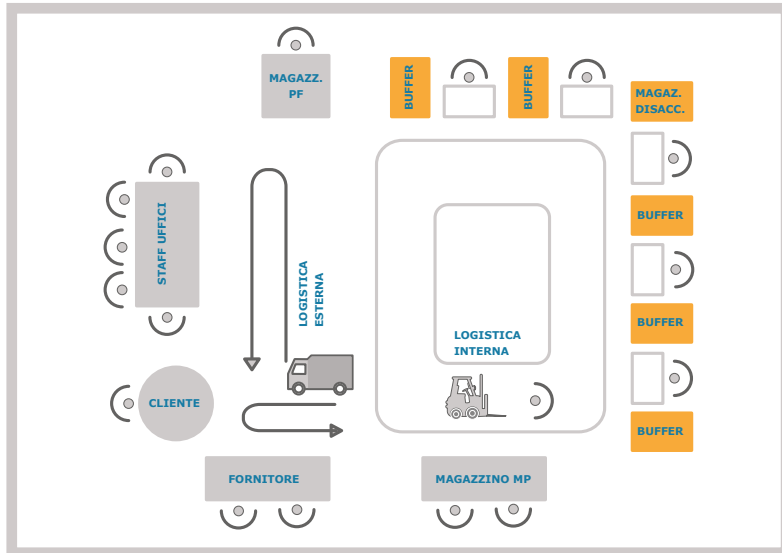 MAGAZZ.
PF
BUFFER
BUFFER
MAGAZ.
DISACC.
STAFF UFFICI
BUFFER
LOGISTICA
ESTERNA
BUFFER
LOGISTICA
INTERNA
CLIENTE
BUFFER
FORNITORE
MAGAZZINO MP